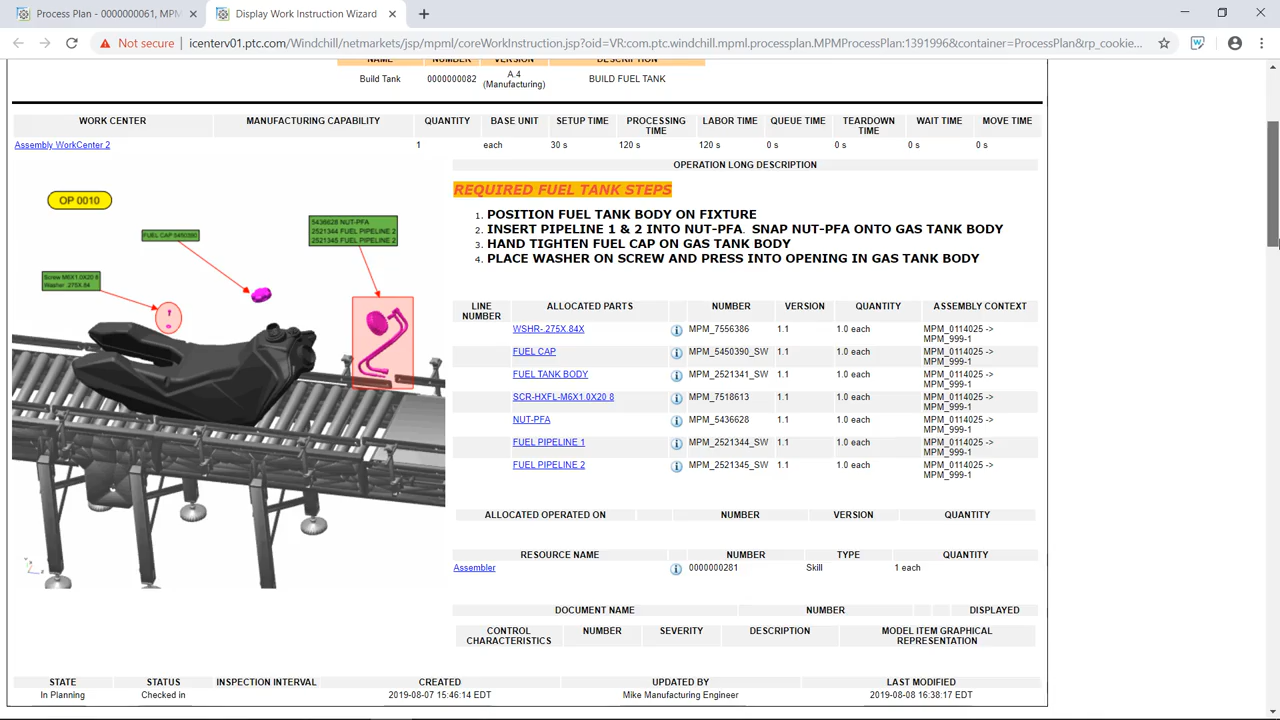 Process Plan - 0000000061, MPM
Display Work Instruction Wizard
Not secure
icenterv01.ptc.com/Windchill/netmarkets/jsp/mpml/coreWorkInstruction.jsp?oid=VR:com.ptc.windchill.mpml.processplan.MPMProcessPlan:1391996&container=ProcessPlan&rp_cookie...
NAME NUMBER VERSION DESCRIPTION
Build Tank 0000000082 A.4 (Manufacturing) BUILD FUEL TANK
WORK CENTER MANUFACTURING CAPABILITY QUANTITY BASE UNIT SETUP TIME PROCESSING TIME LABOR TIME QUEUE TIME TEARDOWN TIME WAIT TIME MOVE TIME
Assembly WorkCenter 2 1 each 30 s 120 s 120 s 0 s 0 s 0 s 0 s
OPERATION LONG DESCRIPTION
OP 0010
FUEL CAP 5450390
5436628 NUT-PFA
2521344 FUEL PIPELINE 2
2521345 FUEL PIPELINE 2
Screw M6X1.0X20 8
Washer .275X.84
REQUIRED FUEL TANK STEPS
1. POSITION FUEL TANK BODY ON FIXTURE
2. INSERT PIPELINE 1 & 2 INTO NUT-PFA. SNAP NUT-PFA ONTO GAS TANK BODY
3. HAND TIGHTEN FUEL CAP ON GAS TANK BODY
4. PLACE WASHER ON SCREW AND PRESS INTO OPENING IN GAS TANK BODY
LINE NUMBER ALLOCATED PARTS NUMBER VERSION QUANTITY ASSEMBLY CONTEXT
WSHR-.275X.84X MPM_7556386 1.1 1.0 each MPM_0114025 -> MPM_999-1
FUEL CAP MPM_5450390_SW 1.1 1.0 each MPM_0114025 -> MPM_999-1
FUEL TANK BODY MPM_2521341_SW 1.1 1.0 each MPM_0114025 -> MPM_999-1
SCR-HXFL-M6X1.0X20 8 MPM_7518613 1.1 1.0 each MPM_0114025 -> MPM_999-1
NUT-PFA MPM_5436628 1.1 1.0 each MPM_0114025 -> MPM_999-1
FUEL PIPELINE 1 MPM_2521344_SW 1.1 1.0 each MPM_0114025 -> MPM_999-1
FUEL PIPELINE 2 MPM_2521345_SW 1.1 1.0 each MPM_0114025 -> MPM_999-1
ALLOCATED OPERATED ON NUMBER VERSION QUANTITY
RESOURCE NAME NUMBER TYPE QUANTITY
Assembler 0000000281 Skill 1 each
DOCUMENT NAME NUMBER DISPLAYED
CONTROL CHARACTERISTICS NUMBER SEVERITY DESCRIPTION MODEL ITEM GRAPHICAL REPRESENTATION
STATE STATUS INSPECTION INTERVAL CREATED UPDATED BY LAST MODIFIED
In Planning Checked in 2019-08-07 15:46:14 EDT Mike Manufacturing Engineer 2019-08-08 16:38:17 EDT